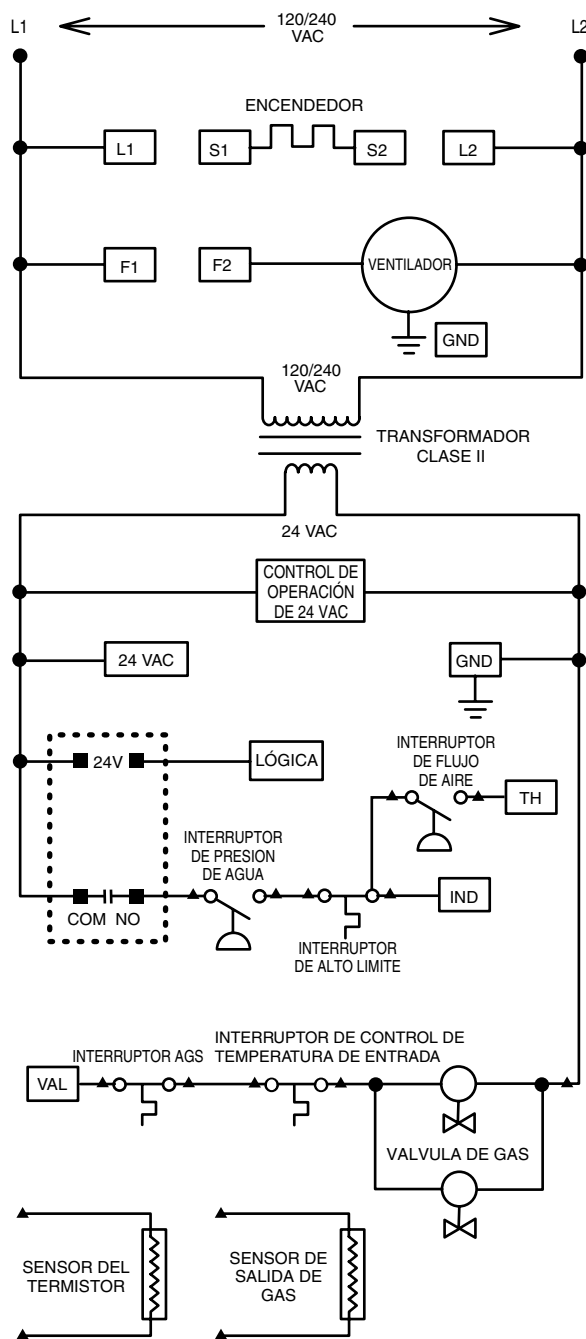 L1
120/240
VAC
L2
ENCENDEDOR
L1
S1
S2
L2
F1
F2
VENTILADOR
GND
120/240
VAC
TRANSFORMADOR
CLASE II
24 VAC
CONTROL DE
OPERACIÓN
DE 24 VAC
24 VAC
GND
24V
LÓGICA
INTERRUPTOR
DE FLUJO
DE AIRE
TH
INTERRUPTOR
DE PRESION
DE AGUA
IND
COM NO
INTERRUPTOR
DE ALTO LIMITE
INTERRUPTOR DE CONTROL DE
TEMPERATURA DE ENTRADA
INTERRUPTOR AGS
VAL
VALVULA DE GAS
SENSOR DEL
TERMISTOR
SENSOR DE
SALIDA DE
GAS